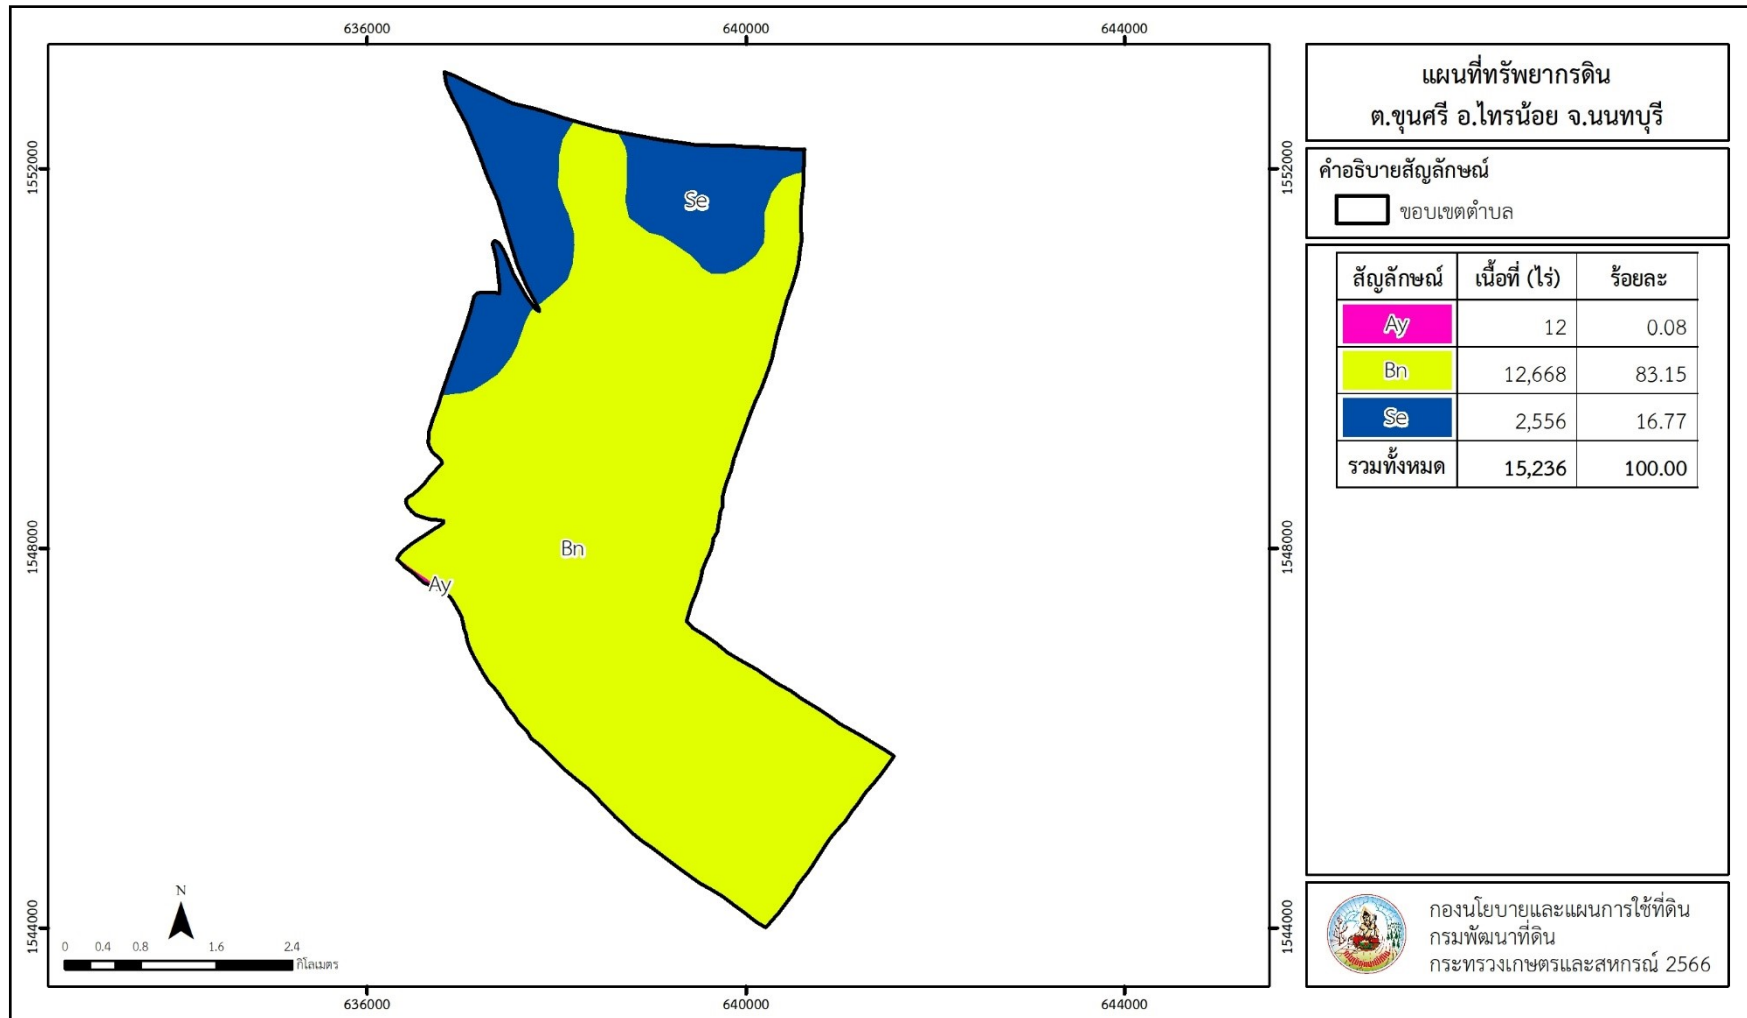 636000 640000 644000
แผนที่ทรัพยากรดิน
ต.ขุนศรี อ.ไทรน้อย จ.นนทบุรี
คำอธิบายสัญลักษณ์
ขอบเขตตำบล
สัญลักษณ์ เนื้อที่ (ไร่) ร้อยละ
Ay 12 0.08
Bn 12,668 83.15
Se 2,556 16.77
รวมทั้งหมด 15,236 100.00
1552000 1552000
Se
1548000 1548000
Bn
Ay
1544000 1544000
N
0 0.4 0.8 1.6 2.4
กิโลเมตร
636000 640000 644000
กองนโยบายและแผนการใช้ที่ดิน
กรมพัฒนาที่ดิน
กระทรวงเกษตรและสหกรณ์ 2566